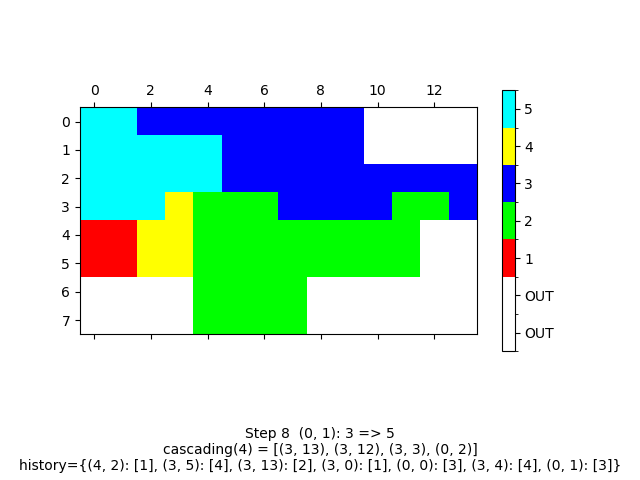 0 2 4 6 8 10 12
0
1
2
3
4
5
6
7
5
4
3
2
1
OUT
OUT
Step 8  (0, 1): 3 => 5
cascading(4) = [(3, 13), (3, 12), (3, 3), (0, 2)]
history={(4, 2): [1], (3, 5): [4], (3, 13): [2], (3, 0): [1], (0, 0): [3], (3, 4): [4], (0, 1): [3]}